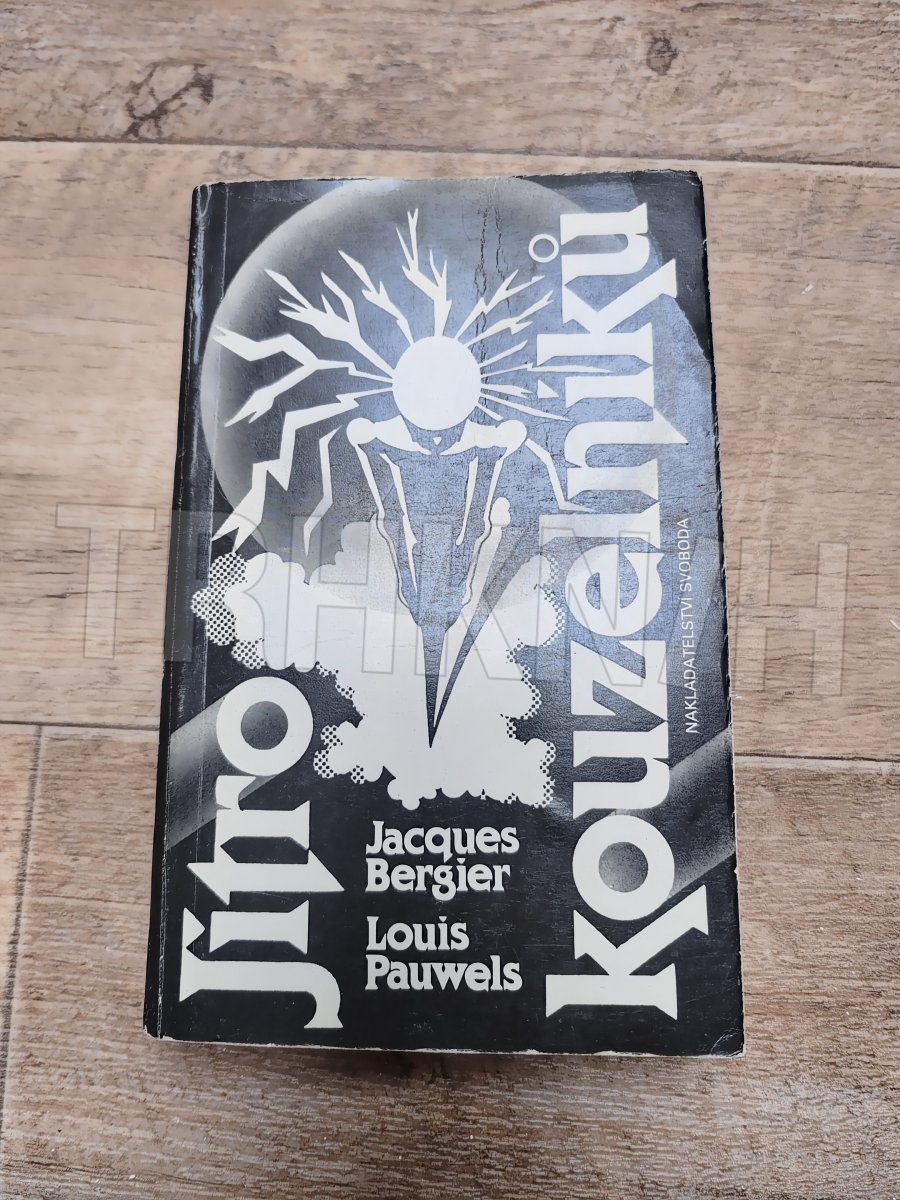 Jitro
kouzelníků
Jacques
Bergier
Louis
Pauwels
NAKLADATELSTVÍ SVOBODA